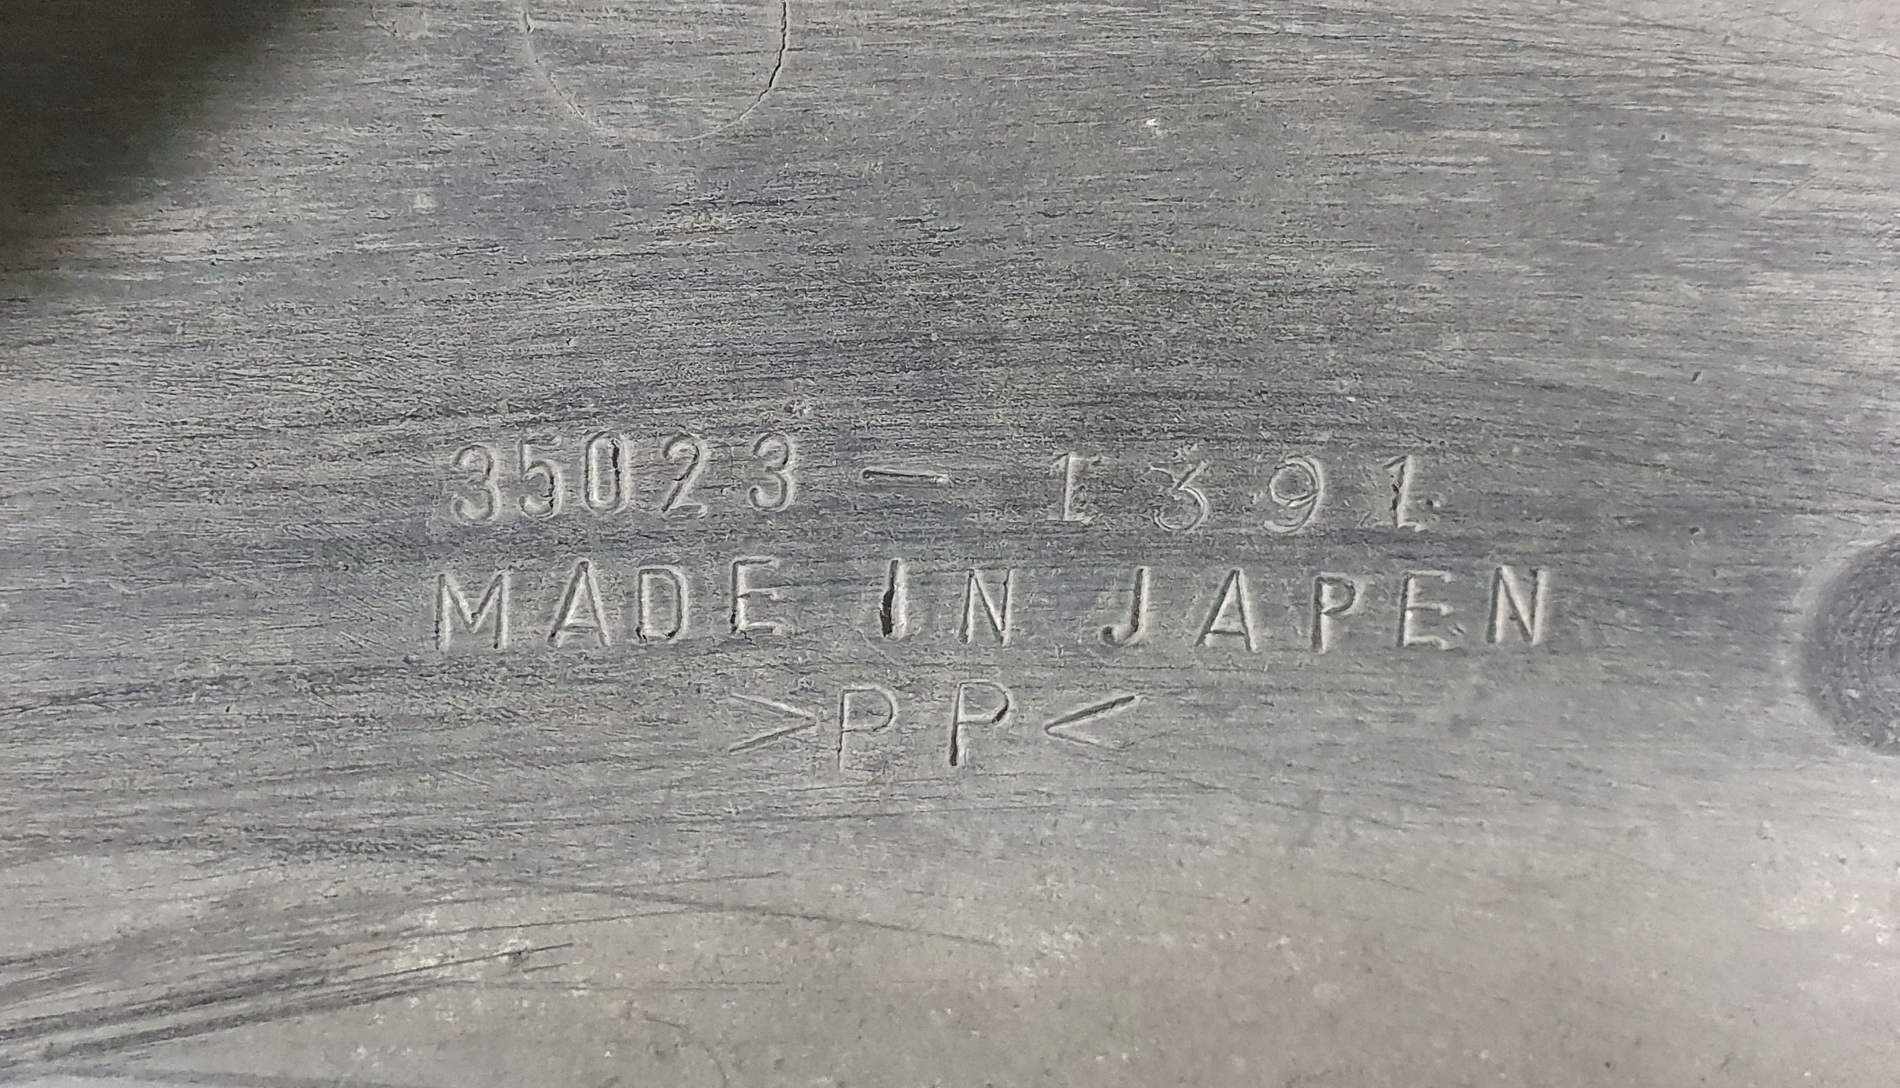 35023 - 1391
MADE IN JAPEN
>PP<